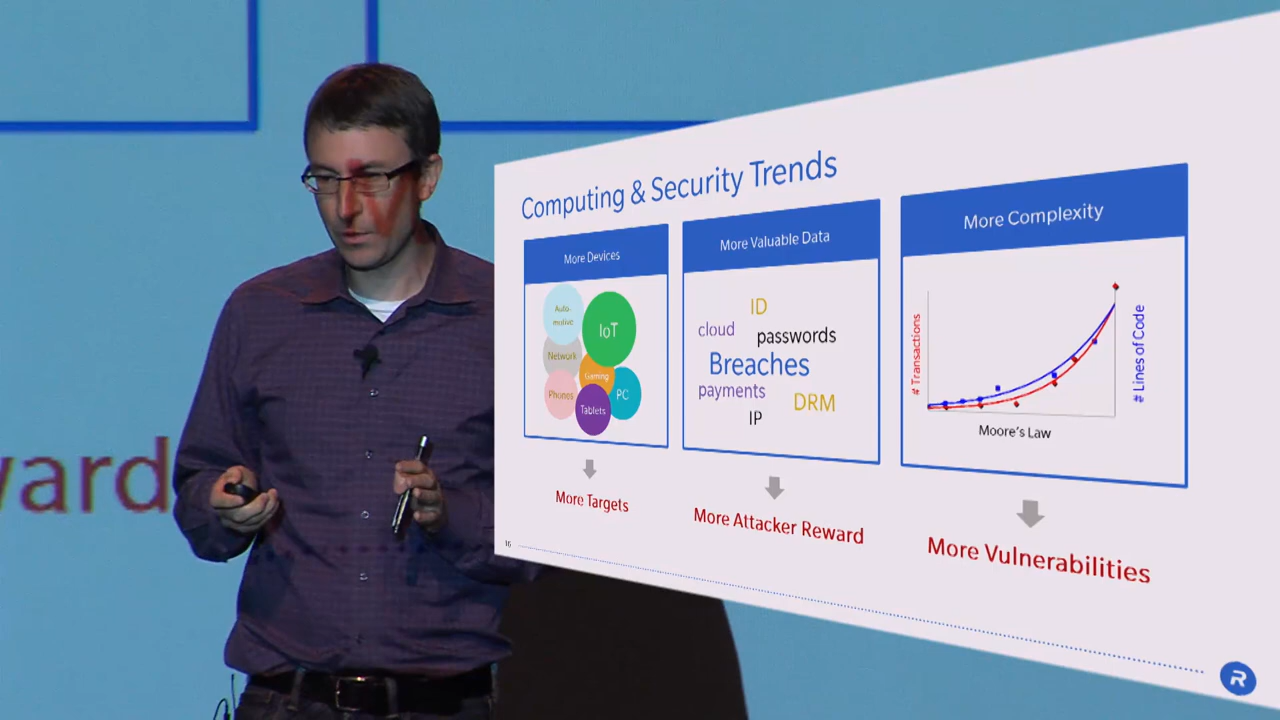 ward
Computing & Security Trends
More Devices
Auto-
motive
IoT
Network
Gaming
Phones
PC
Tablets
More Targets
More Valuable Data
ID
cloud
passwords
Breaches
payments
DRM
IP
More Attacker Reward
More Complexity
# Transactions
# Lines of Code
Moore's Law
More Vulnerabilities
16
R